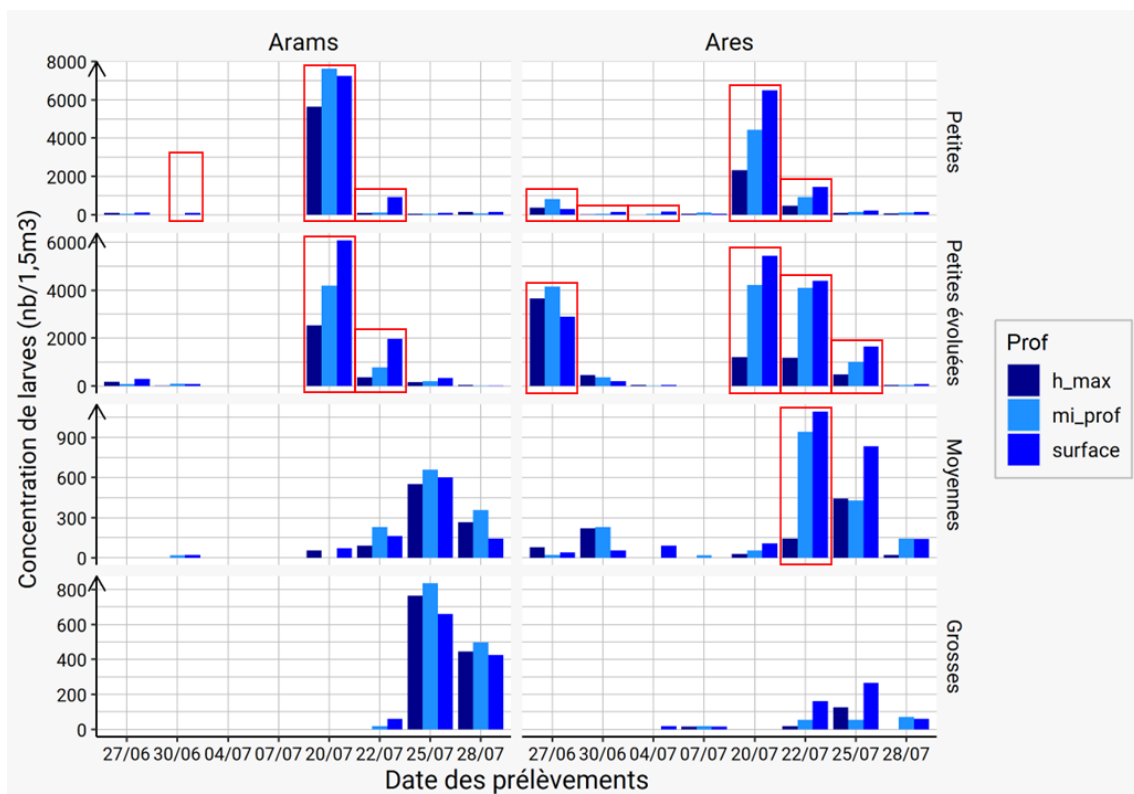 Arams
Ares
Concentration de larves (nb/1,5m3)
8000
6000
4000
2000
0
Petites
6000
4000
2000
0
Petites évoluées
900
600
300
0
Moyennes
800
600
400
200
0
Grosses
27/06 30/06 04/07 07/07 20/07 22/07 25/07 28/07
27/06 30/06 04/07 07/07 20/07 22/07 25/07 28/07
Date des prélèvements
Prof
h_max
mi_prof
surface